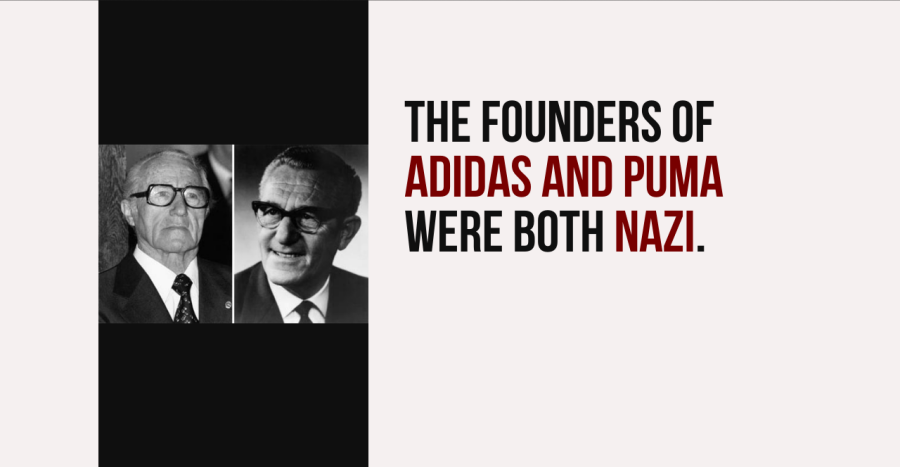 THE FOUNDERS OF
ADIDAS AND PUMA
WERE BOTH NAZI.